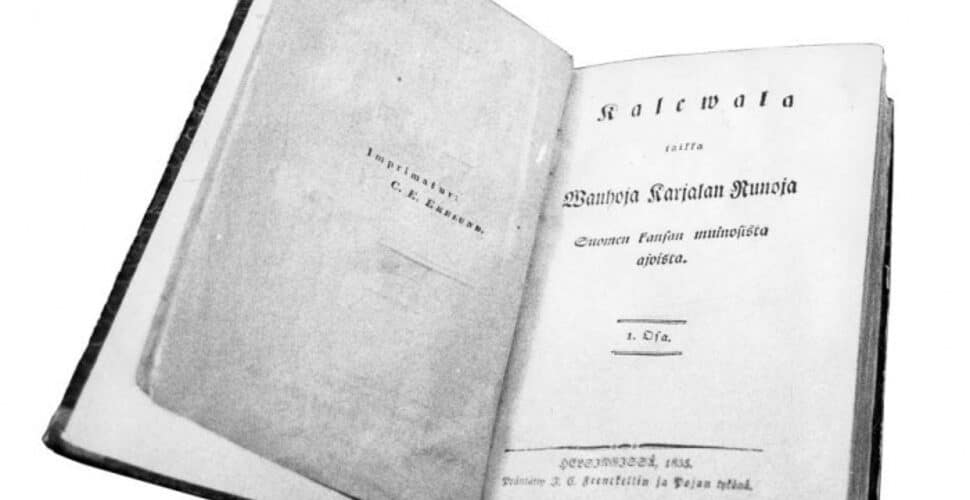 Imprimatur:
C. E. EKELUND.
Kalewala
taikka
Wanhoja Karjalan Runoja
Suomen kansan muinosista
ajoista.
1. Osa.
HELSINGISSÄ, 1835.
Präntätty J. C. Frenckellin ja Pojan tykönä.